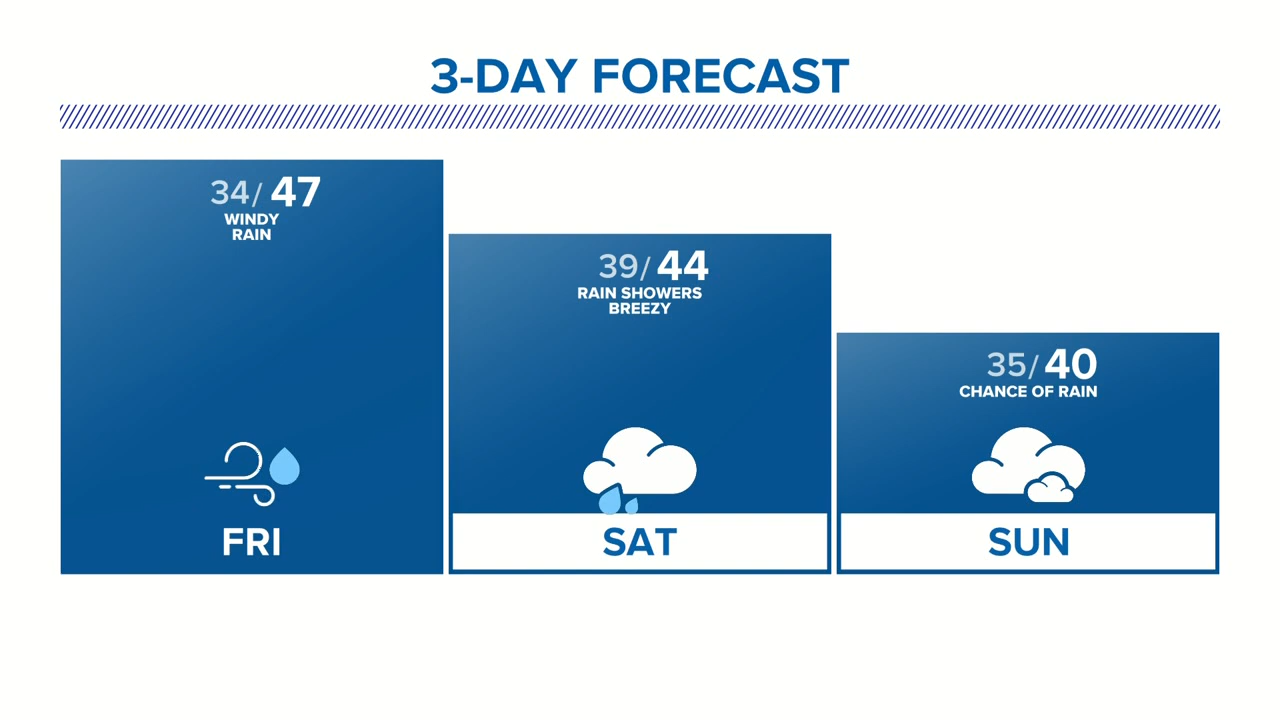 3-DAY FORECAST
34/ 47
WINDY
RAIN
FRI
39/ 44
RAIN SHOWERS
BREEZY
SAT
35/ 40
CHANCE OF RAIN
SUN